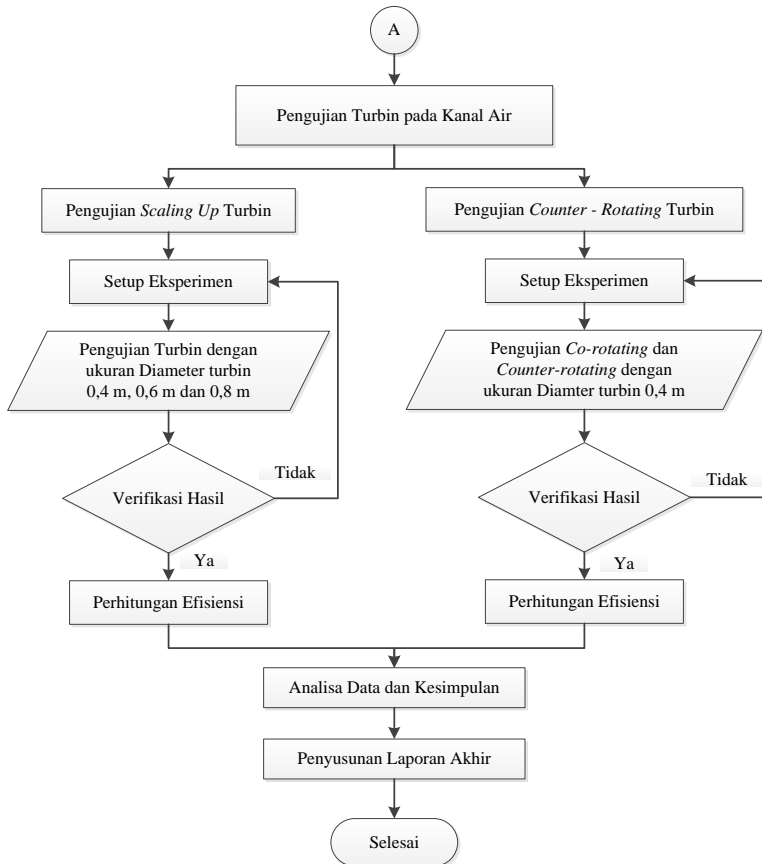 A
Pengujian Turbin pada Kanal Air
Pengujian Scaling Up Turbin
Setup Eksperimen
Pengujian Turbin dengan
ukuran Diameter turbin
0,4 m, 0,6 m dan 0,8 m
Verifikasi Hasil
Tidak
Ya
Perhitungan Efisiensi
Pengujian Counter - Rotating Turbin
Setup Eksperimen
Pengujian Co-rotating dan
Counter-rotating dengan
ukuran Diamter turbin 0,4 m
Verifikasi Hasil
Tidak
Ya
Perhitungan Efisiensi
Analisa Data dan Kesimpulan
Penyusunan Laporan Akhir
Selesai